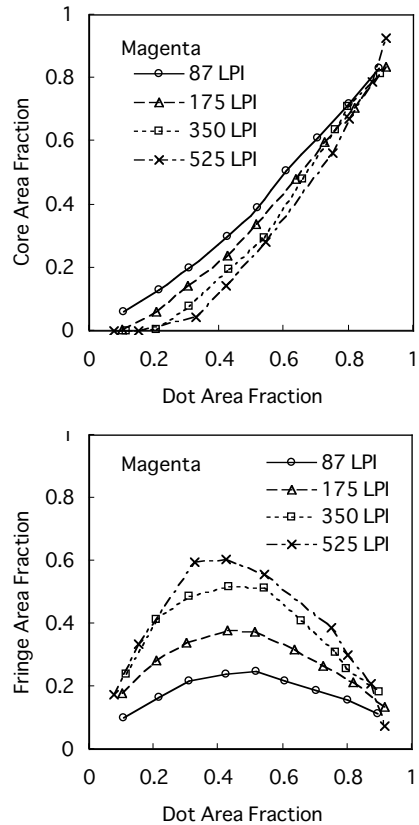 1
Magenta
87 LPI
0.8
175 LPI
350 LPI
0.6
525 LPI
0.4
0.2
0
0 0.2 0.4 0.6 0.8 1
Core Area Fraction
Dot Area Fraction
1
Magenta
87 LPI
175 LPI
0.8
350 LPI
525 LPI
0.6
0.4
0.2
0
0 0.2 0.4 0.6 0.8 1
Fringe Area Fraction
Dot Area Fraction